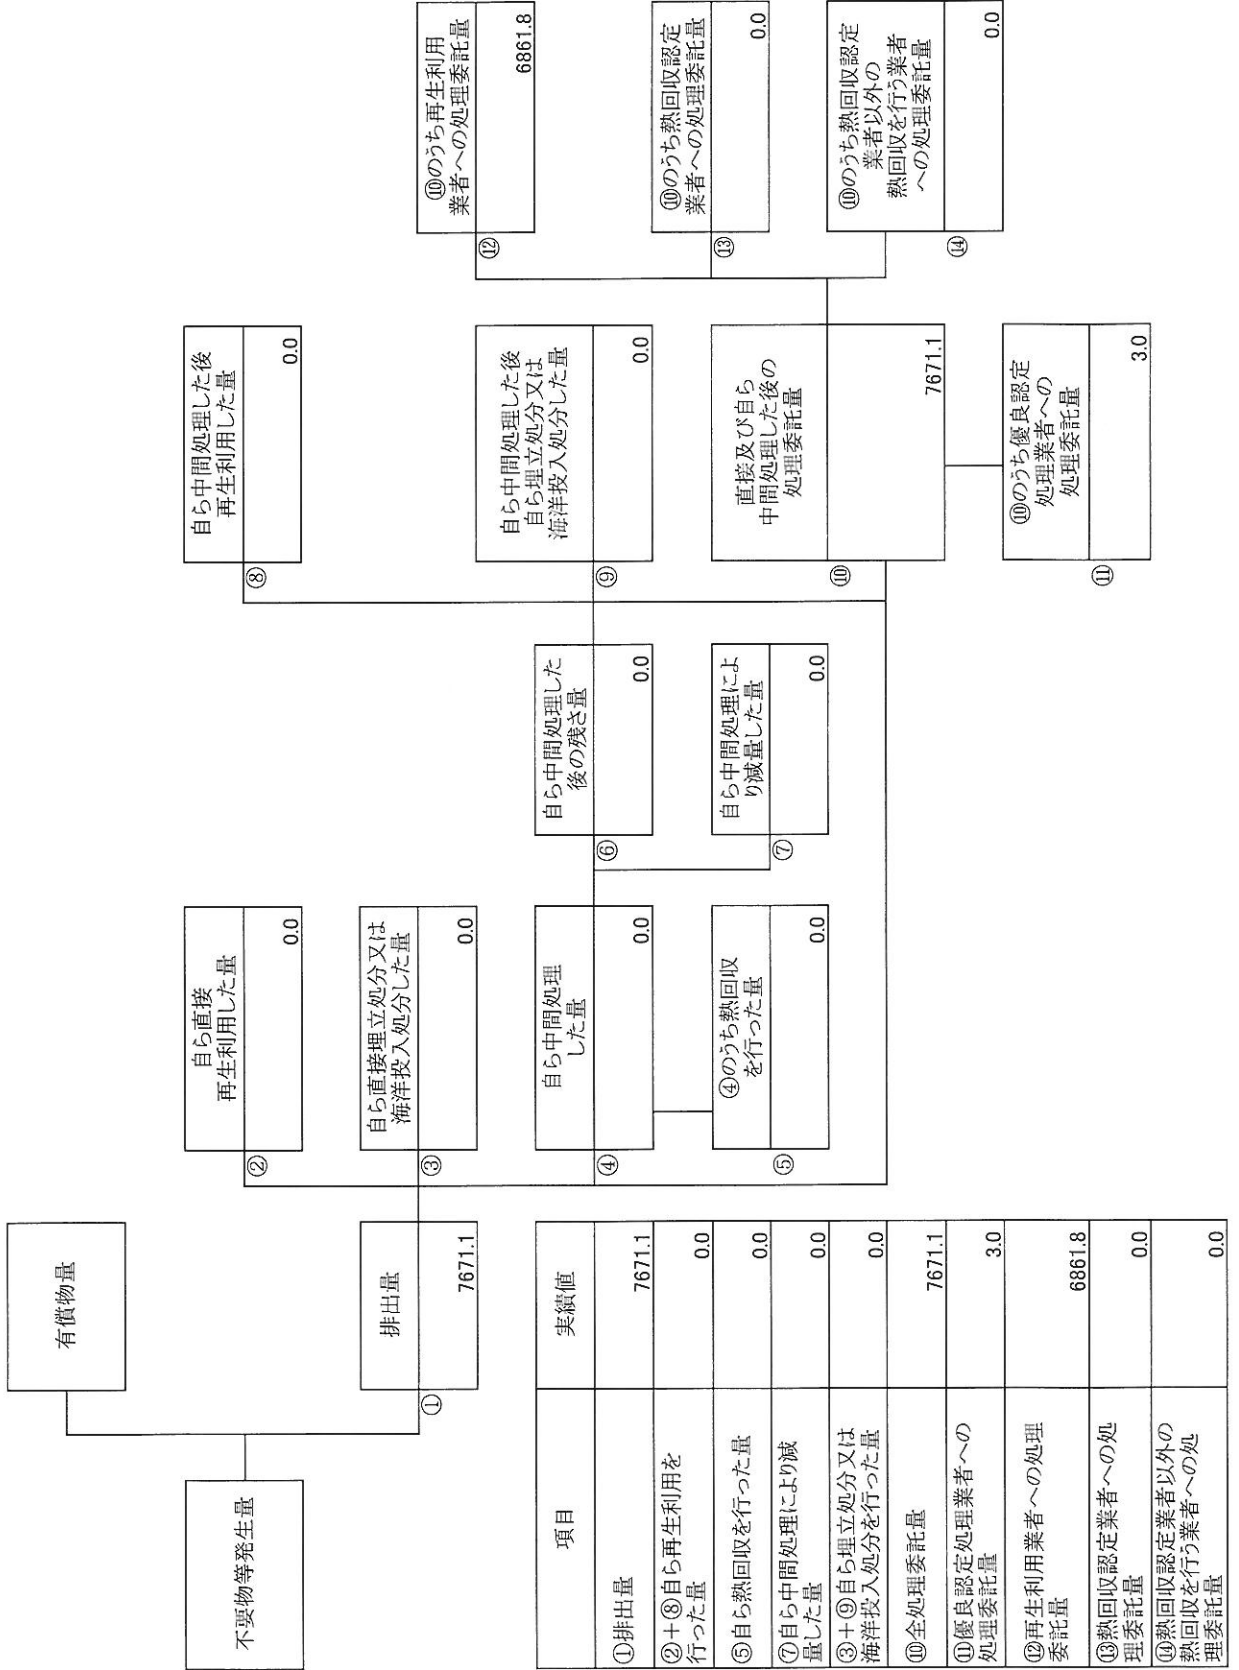 不要物等発生量
有償物量
排出量
①
7671.1
自ら直接
再生利用した量
②
0.0
自ら直接埋立処分又は
海洋投入処分した量
③
0.0
自ら中間処理
した量
④
0.0
④のうち熱回収
を行った量
⑤
0.0
自ら中間処理した
後の残さ量
⑥
0.0
自ら中間処理によ
り減量した量
⑦
0.0
自ら中間処理した後
再生利用した量
⑧
0.0
自ら中間処理した後
自ら埋立処分又は
海洋投入処分した量
⑨
0.0
直接及び自ら
中間処理した後の
処理委託量
⑩
7671.1
⑩のうち優良認定
処理業者への
処理委託量
⑪
3.0
⑩のうち再生利用
業者への処理委託量
⑫
6861.8
⑩のうち熱回収認定
業者への処理委託量
⑬
0.0
⑩のうち熱回収認定
業者以外の
熱回収を行う業者
への処理委託量
⑭
0.0
項目
実績値
①排出量
7671.1
②+⑧自ら再生利用を
行った量
0.0
⑤自ら熱回収を行った量
0.0
⑦自ら中間処理により減
量した量
0.0
③+⑨自ら埋立処分又は
海洋投入処分を行った量
0.0
⑩全処理委託量
7671.1
⑪優良認定処理業者への
処理委託量
3.0
⑫再生利用業者への処理
委託量
6861.8
⑬熱回収認定業者への処
理委託量
0.0
⑭熱回収認定業者以外の
熱回収を行う業者への処
理委託量
0.0